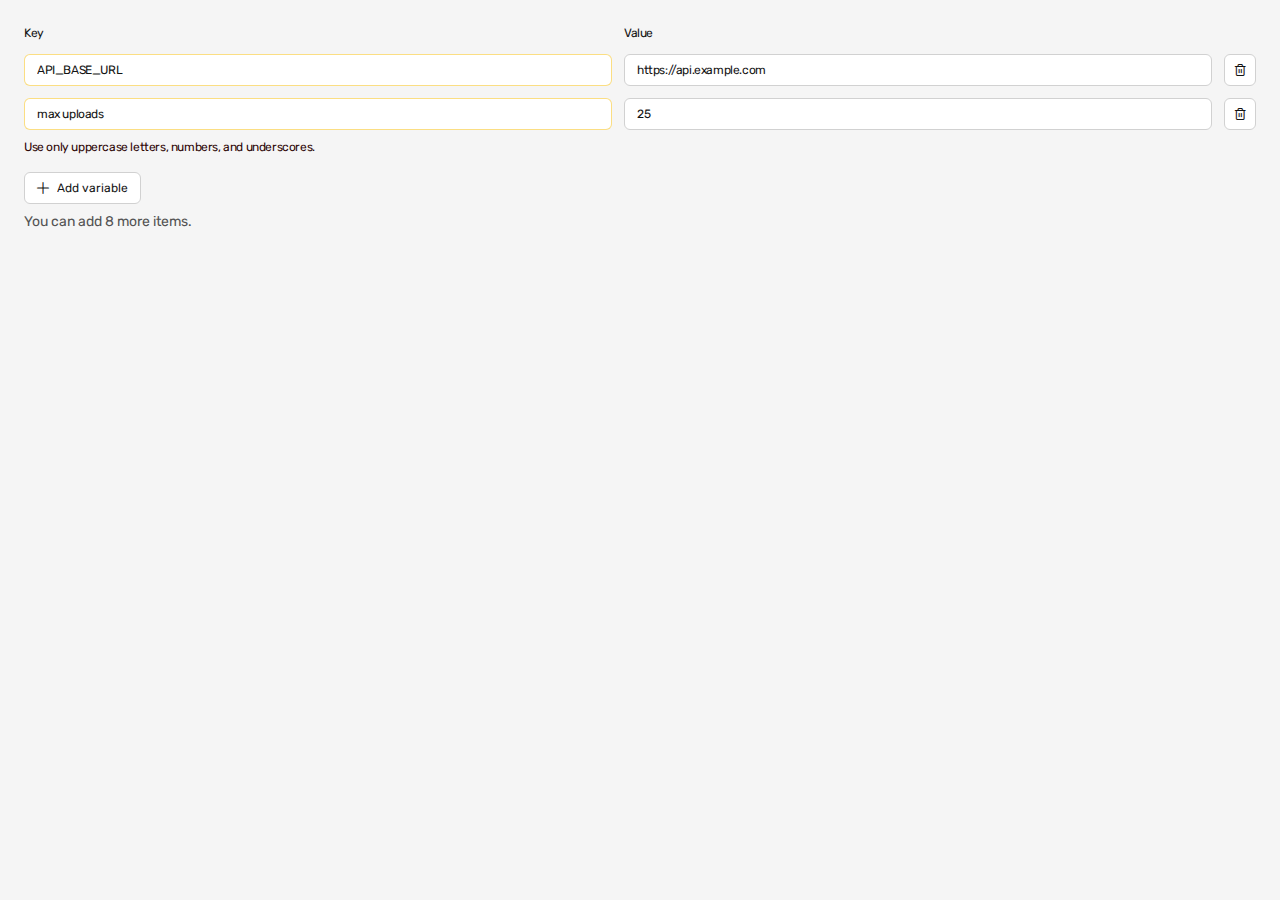 Key Value
API_BASE_URL https://api.example.com
max uploads 25
Use only uppercase letters, numbers, and underscores.
Add variable
You can add 8 more items.